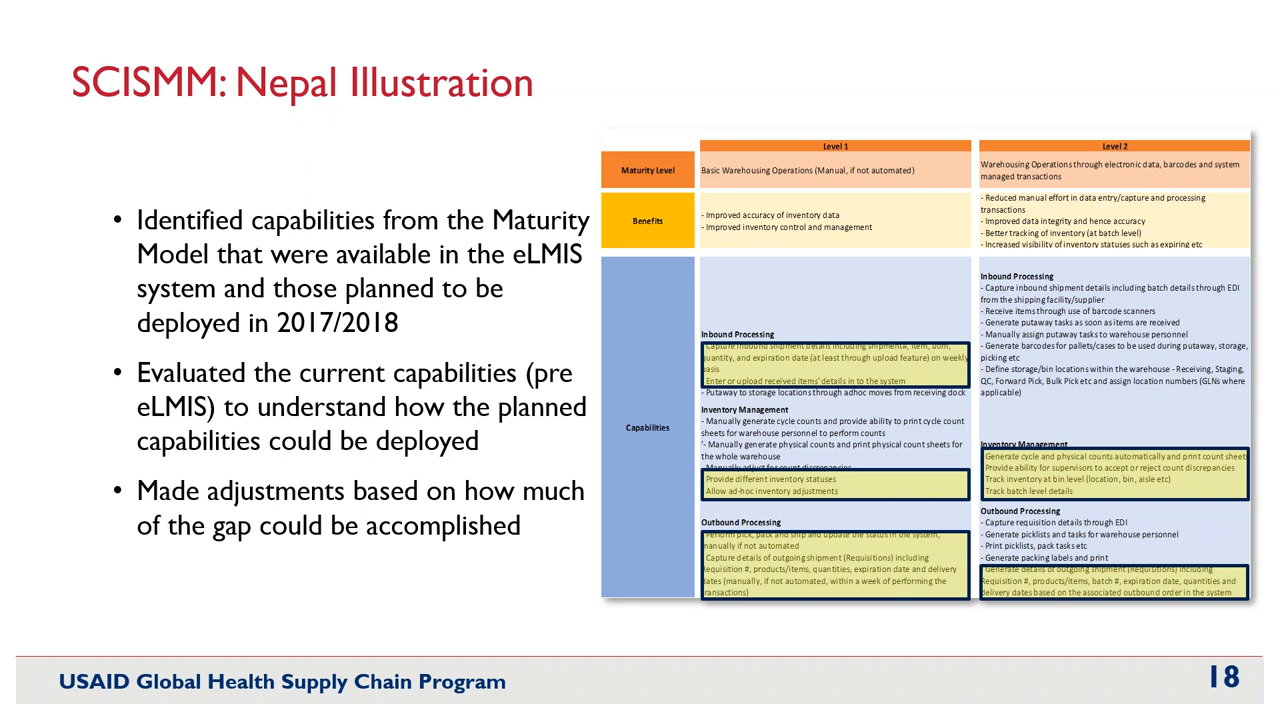 SCISMM: Nepal Illustration
• Identified capabilities from the Maturity
Model that were available in the eLMIS
system and those planned to be
deployed in 2017/2018
• Evaluated the current capabilities (pre
eLMIS) to understand how the planned
capabilities could be deployed
• Made adjustments based on how much
of the gap could be accomplished
Level 1
Level 2
Maturity Level
Basic Warehousing Operations (Manual, if not automated)
Warehousing Operations through electronic data, barcodes and system
managed transactions
Benefits
- Improved accuracy of inventory data
- Improved inventory control and management
- Reduced manual effort in data entry/capture and processing
transactions
- Improved data integrity and hence accuracy
- Better tracking of inventory (at batch level)
- Increased visibility of inventory statuses such as expiring etc
Capabilities
Inbound Processing
- Capture inbound shipment details including shipment#, item, uom,
quantity, and expiration date (at least through upload feature) on weekly
basis
Enter or upload received items' details in to the system
- Putaway to storage locations through adhoc moves from receiving dock
Inventory Management
- Manually generate cycle counts and provide ability to print cycle count
sheets for warehouse personnel to perform counts
'- Manually generate physical counts and print physical count sheets for
the whole warehouse
- Manually adjust for count discrepancies
Provide different inventory statuses
Allow ad-hoc inventory adjustments
Outbound Processing
- Perform pick, pack and ship and update the status in the system,
manually if not automated
- Capture details of outgoing shipment (Requisitions) including
Requisition #, products/items, quantities, expiration date and delivery
dates (manually, if not automated, within a week of performing the
transactions)
Inbound Processing
- Capture inbound shipment details including batch details through EDI
from the shipping facility/supplier
- Receive items through use of barcode scanners
- Generate putaway tasks as soon as items are received
- Manually assign putaway tasks to warehouse personnel
- Generate barcodes for pallets/cases to be used during putaway, storage,
picking etc
- Define storage/bin locations within the warehouse - Receiving, Staging,
QC, Forward Pick, Bulk Pick etc and assign location numbers (GLNs where
applicable)
Inventory Management
Generate cycle and physical counts automatically and print count sheets
Provide ability for supervisors to accept or reject count discrepancies
Track inventory at bin level (location, bin, aisle etc)
Track batch level details
Outbound Processing
- Capture requisition details through EDI
- Generate picklists and tasks for warehouse personnel
- Print picklists, pack tasks etc
- Generate packing labels and print
- Generate details of outgoing shipment (Requisitions) including
Requisition #, products/items, batch #, expiration date, quantities and
delivery dates based on the associated outbound order in the system
USAID Global Health Supply Chain Program
18